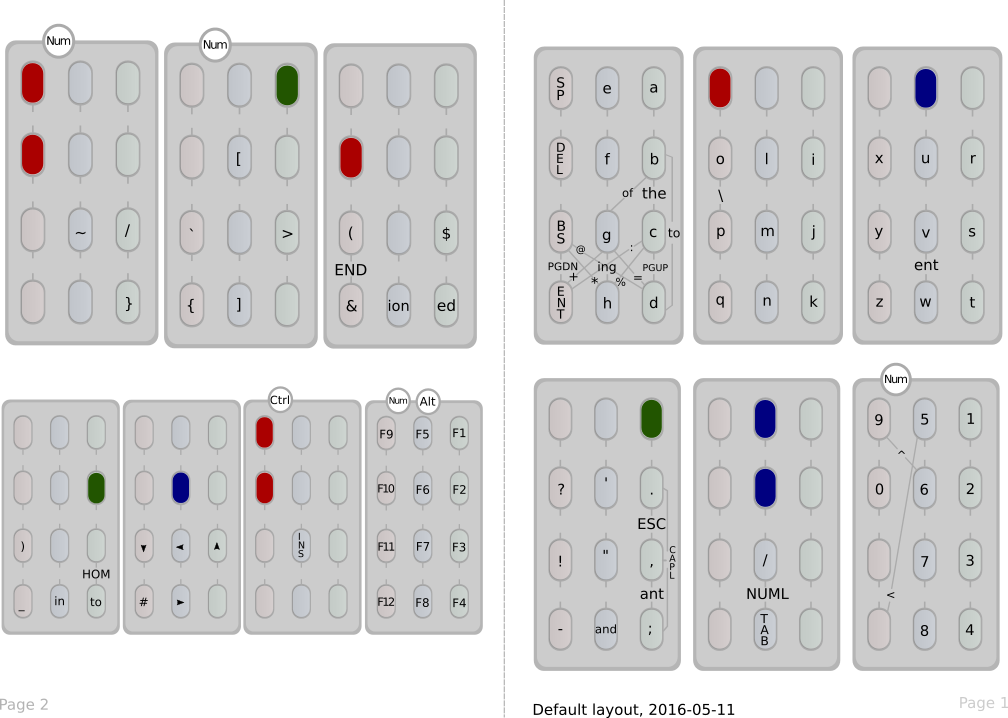 Num
Num
[
~ /
` >
( $
END
}
{ ]
& ion ed
Ctrl
Num Alt
F9 F5 F1
F10 F6 F2
)
▾ ◂ ▴
I
N
S
F11 F7 F3
HOM
_ in to
# ▸
F12 F8 F4
Page 2
S
P
e a
D
E
L
f b
of the
B
S
g c to
@ :
PGDN ing PGUP
+ * % =
E
N
T
h d
o l i
\
p m j
q n k
x u r
y v s
ent
z w t
? ' .
ESC
! " ,
C
A
P
L
ant
- and ;
/
NUML
T
A
B
Num
9 5 1
^
0 6 2
7 3
<
8 4
Default layout, 2016-05-11
Page 1